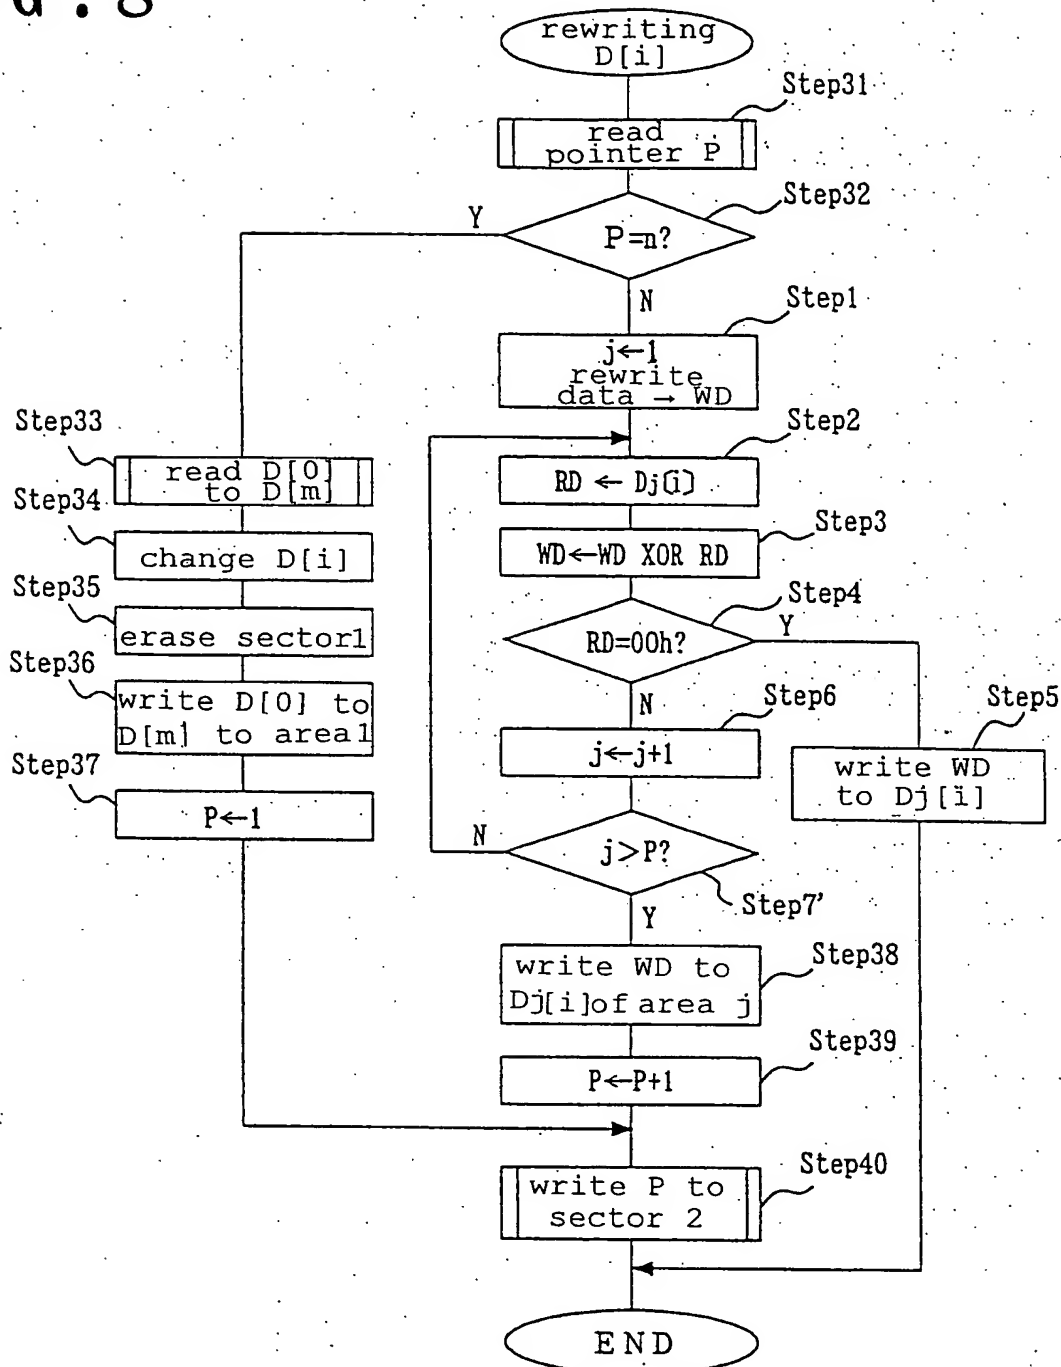 rewriting
D[i]
Step31
read
pointer P
Step32
Y
P=n?
N
Step1
j←1
rewrite
data → WD
Step33
read D[0]
to D[m]
Step2
RD ← Dj[i]
Step34
change D[i]
Step3
WD←WD XOR RD
Step35
erase sector1
Step4
RD=00h?
Y
N
Step36
write D[0] to
D[m] to area1
Step6
j←j+1
Step5
write WD
to Dj[i]
Step37
P←1
N
j>P?
Step7'
Y
Step38
write WD to
Dj[i]of area j
Step39
P←P+1
Step40
write P to
sector 2
END